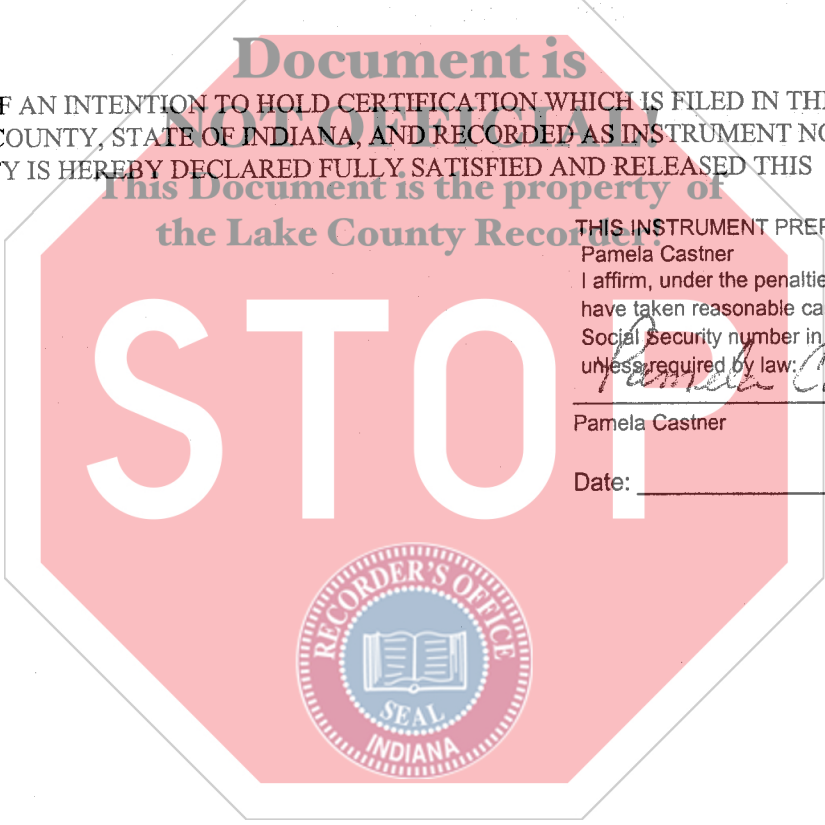 Document is
F AN INTENTION TO HOLD CERTIFICATION WHICH IS FILED IN THE
NOT OFFICIAL!
COUNTY, STATE OF INDIANA, AND RECORDED AS INSTRUMENT NO
Y IS HEREBY DECLARED FULLY SATISFIED AND RELEASED THIS
This Document is the property of
the Lake County Recorder!
THIS INSTRUMENT PREP
Pamela Castner
I affirm, under the penaltie
have taken reasonable ca
Social Security number in
unless required by law:
Pamela C
Pamela Castner
Date:
STOP
RECORDER'S OFFICE
SEAL
INDIANA